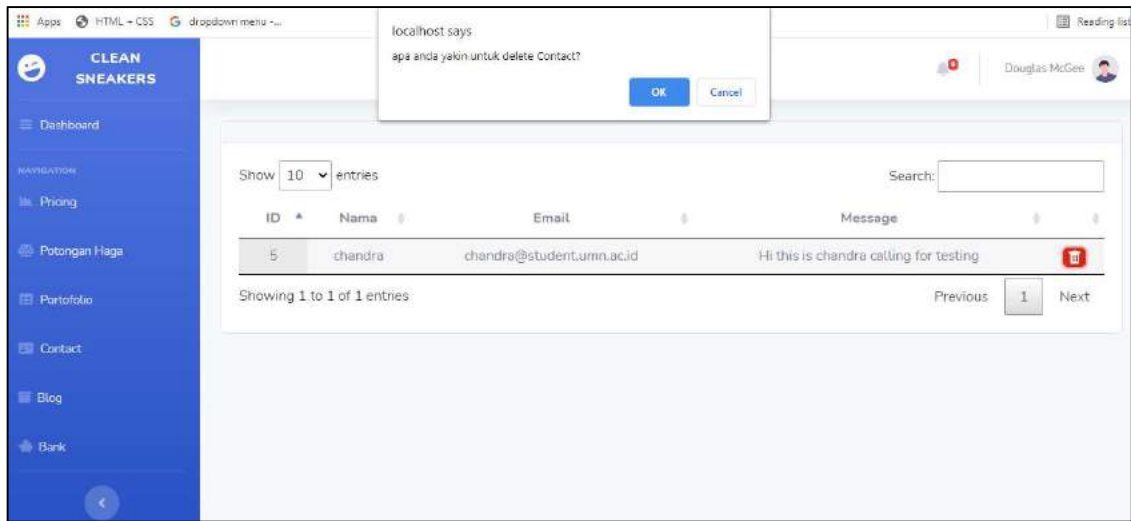 Apps HTML - CSS dropdown menu -... Reading list
localhost says
apa anda yakin untuk delete Contact?
OK Cancel
CLEAN
SNEAKERS
0 Douglas McGee
Dashboard
NAVIGATION
Pricing
Potongan Haga
Portofolio
Contact
Blog
Bank
Show 10 entries Search:
ID Nama Email Message
5 chandra chandra@student.umn.ac.id Hi this is chandra calling for testing
Showing 1 to 1 of 1 entries Previous 1 Next